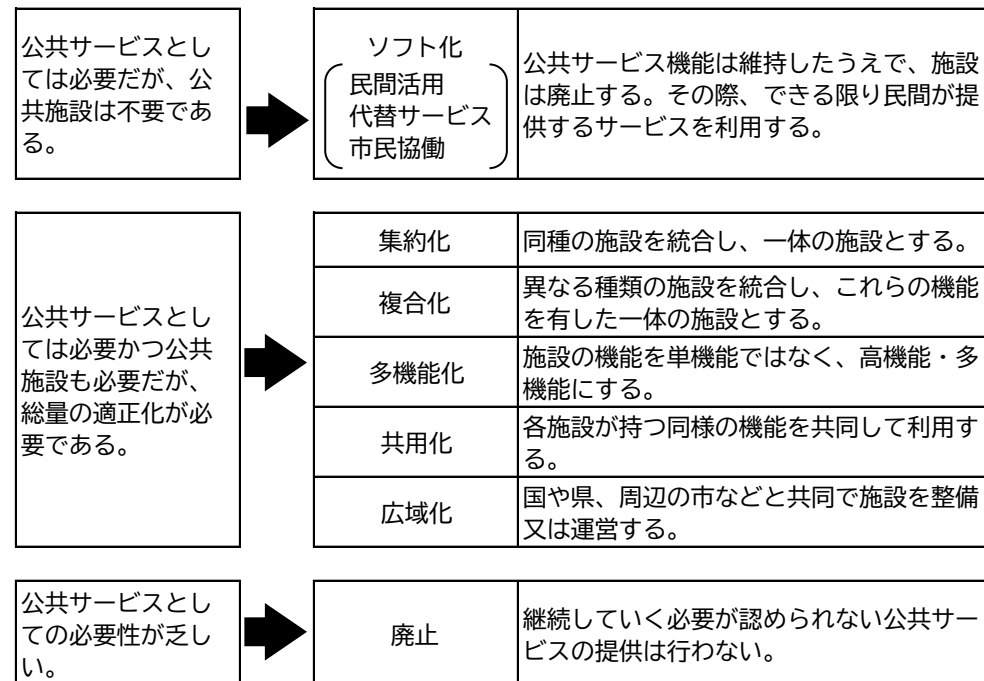 公共サービスとし
ては必要だが、公
共施設は不要であ
る。
ソフト化
民間活用
代替サービス
市民協働
公共サービス機能は維持したうえで、施設
は廃止する。その際、できる限り民間が提
供するサービスを利用する。
公共サービスとし
ては必要かつ公共
施設も必要だが、
総量の適正化が必
要である。
集約化
同種の施設を統合し、一体の施設とする。
複合化
異なる種類の施設を統合し、これらの機能
を有した一体の施設とする。
多機能化
施設の機能を単機能ではなく、高機能・多
機能にする。
共用化
各施設が持つ同様の機能を共同して利用す
る。
広域化
国や県、周辺の市などと共同で施設を整備
又は運営する。
公共サービスとし
ての必要性が乏し
い。
廃止
継続していく必要が認められない公共サー
ビスの提供は行わない。